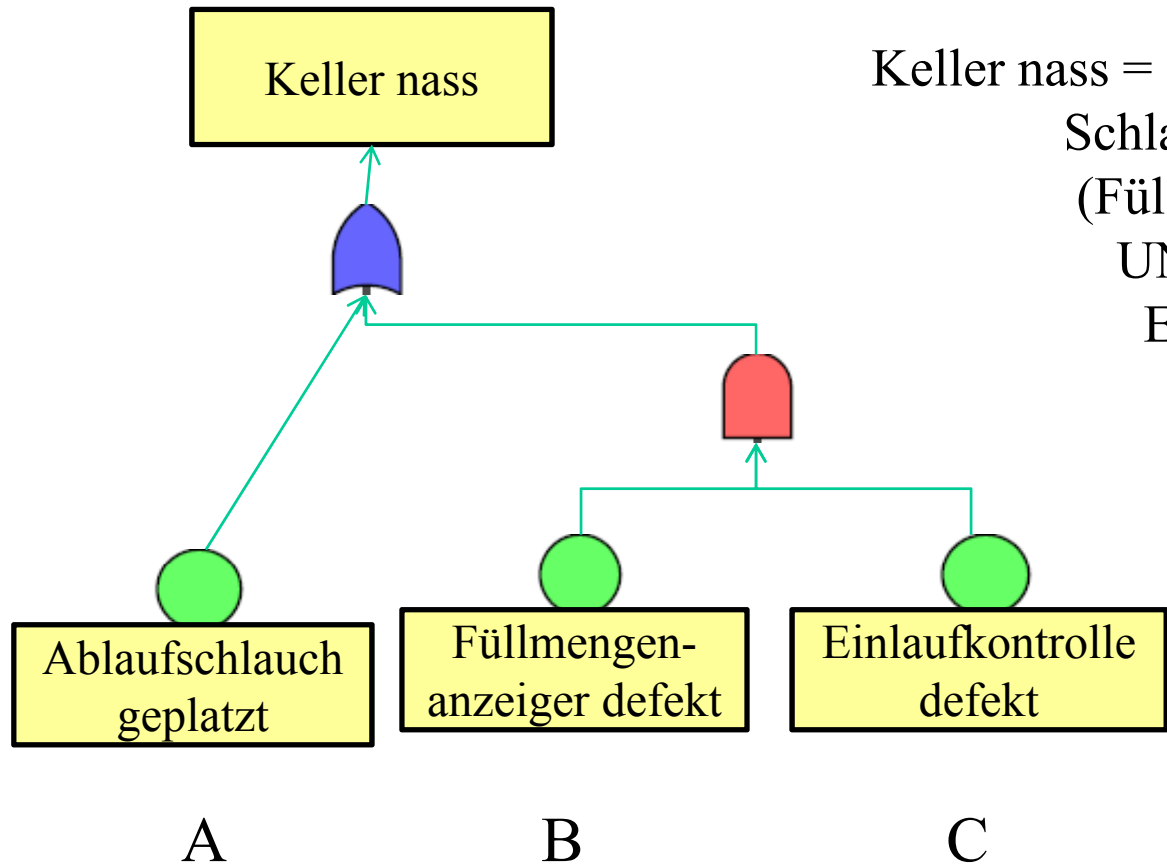 Keller nass
Keller nass =
(
Ablaufschlauch
geplatzt
Füllmengen-
anzeiger defekt
Einlaufkontrolle
defekt
A
B
C